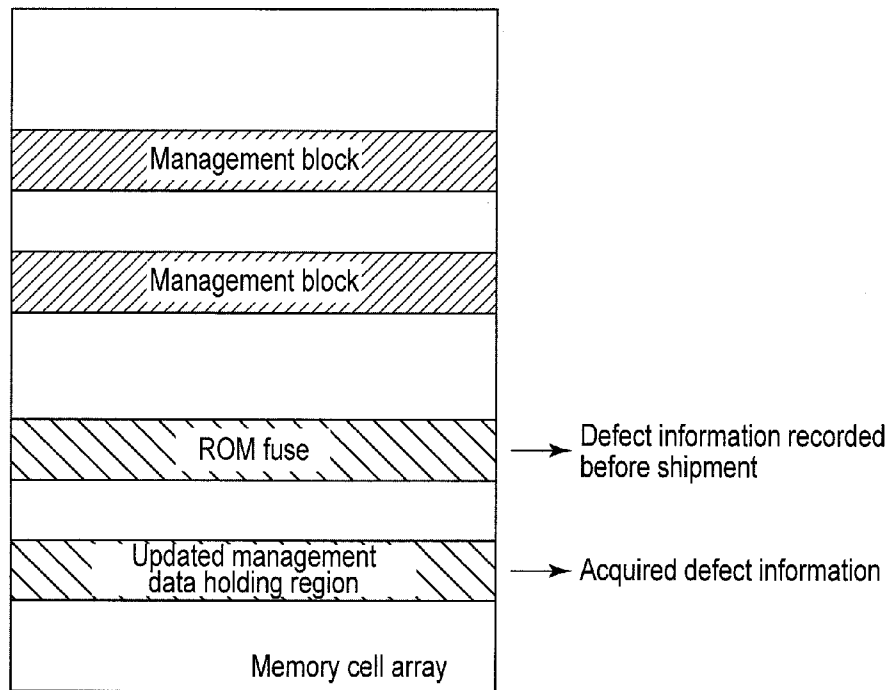 Management block
Management block
ROM fuse
Defect information recorded
before shipment
Updated management
data holding region
Acquired defect information
Memory cell array